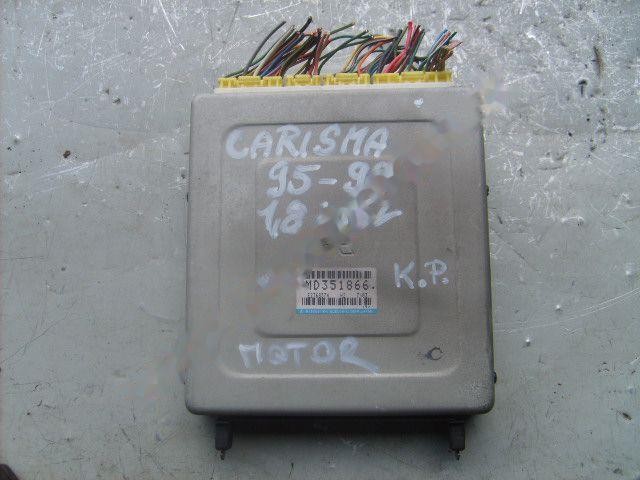 CARISMA
95-99
1,8
K.P.
MD351866.
MOTOR